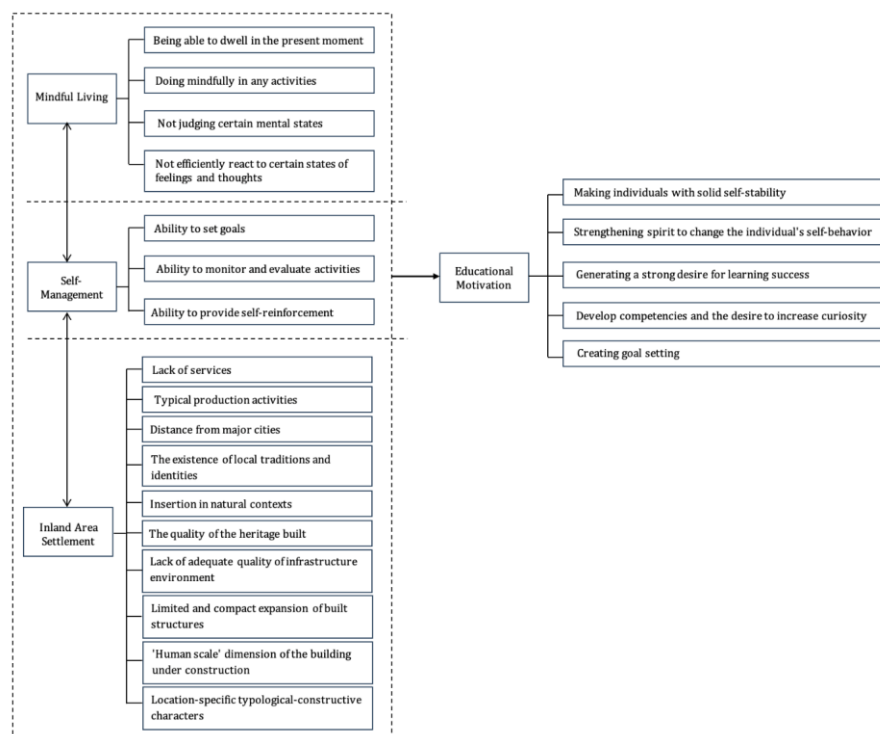 Mindful Living
Being able to dwell in the present moment
Doing mindfully in any activities
Not judging certain mental states
Not efficiently react to certain states of
feelings and thoughts
Self-
Management
Ability to set goals
Ability to monitor and evaluate activities
Ability to provide self-reinforcement
Inland Area
Settlement
Lack of services
Typical production activities
Distance from major cities
The existence of local traditions and
identities
Insertion in natural contexts
The quality of the heritage built
Lack of adequate quality of infrastructure
environment
Limited and compact expansion of built
structures
'Human scale' dimension of the building
under construction
Location-specific typological-constructive
characters
Educational
Motivation
Making individuals with solid self-stability
Strengthening spirit to change the individual's self-behavior
Generating a strong desire for learning success
Develop competencies and the desire to increase curiosity
Creating goal setting